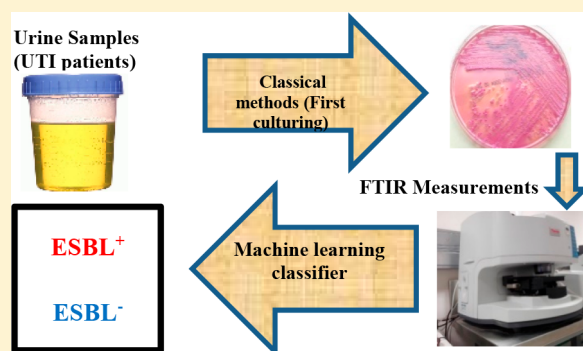 Urine Samples
(UTI patients)
Classical
methods (First
culturing)
FTIR Measurements
Machine learning
classifier
ESBL⁺
ESBL⁻